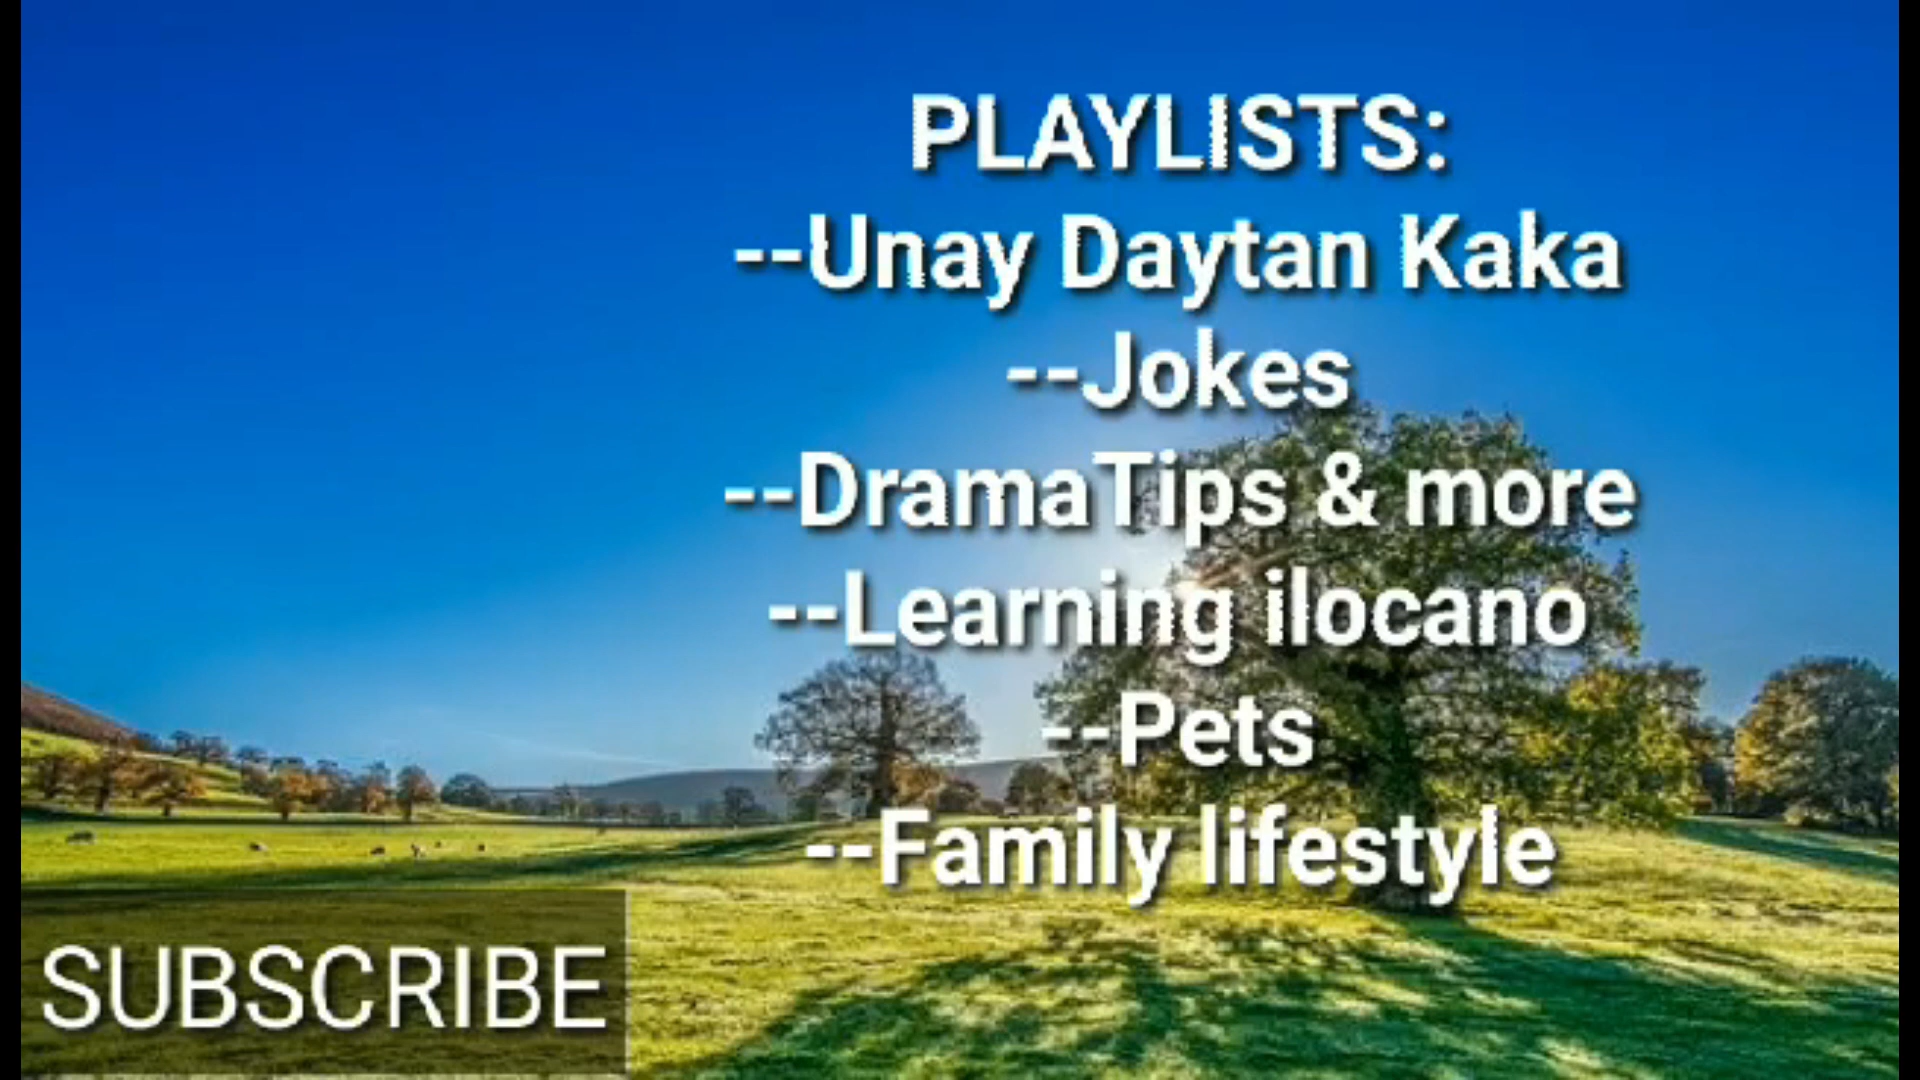 PLAYLISTS:
--Unay Daytan Kaka
--Jokes
--DramaTips & more
--Learning ilocano
--Pets
--Family lifestyle
SUBSCRIBE